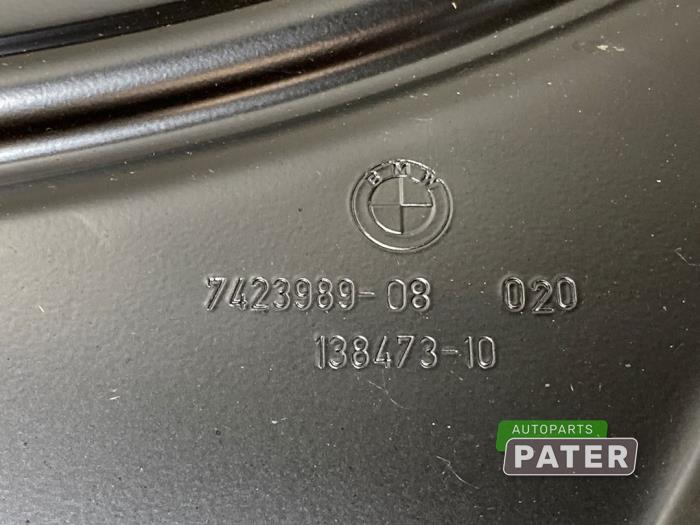 BMW
7423989-08 020
138473-10
AUTOPARTS
PATER